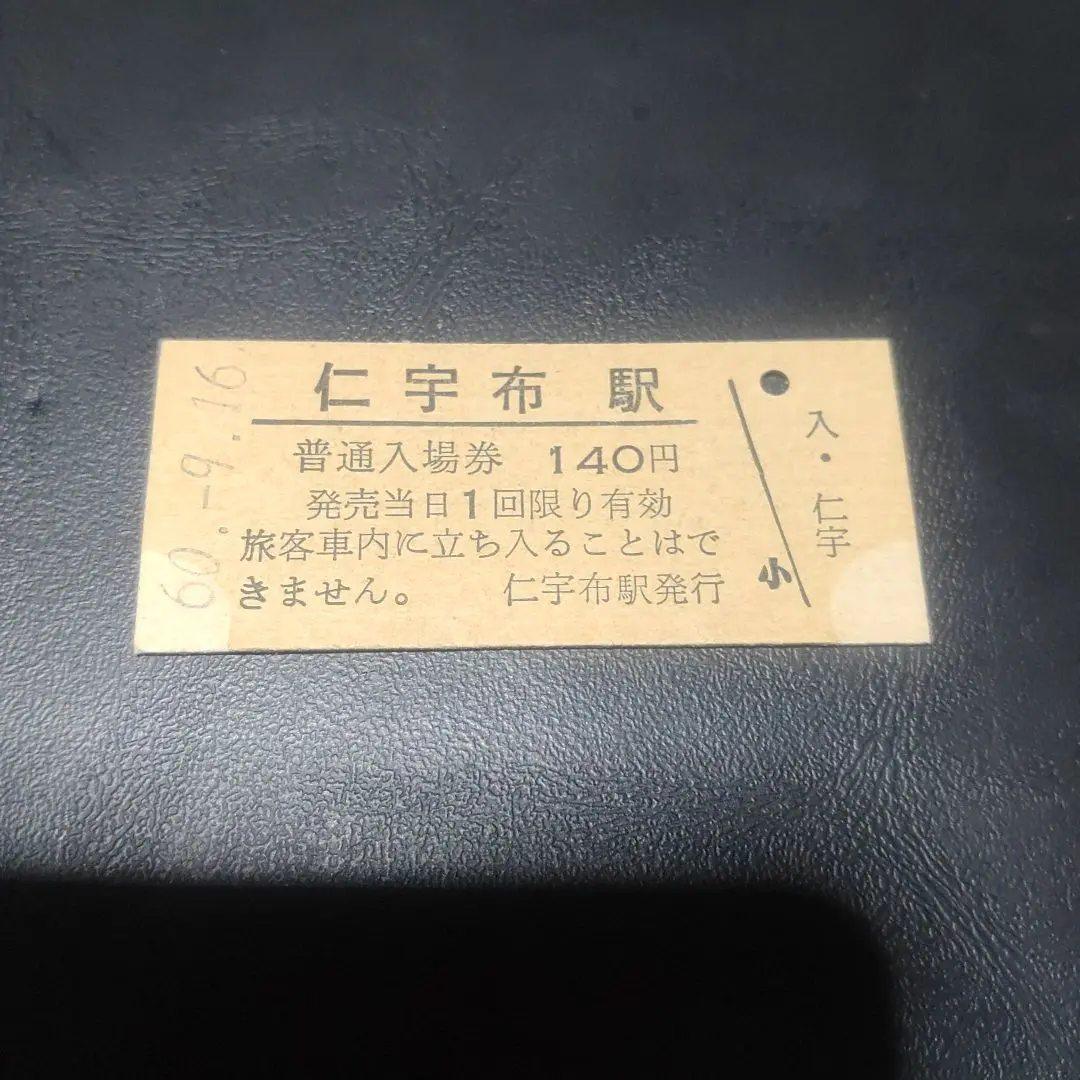 仁宇布駅
普通入場券 140円
発売当日1回限り有効
旅客車内に立ち入ることはで
きません。 仁宇布駅発行
60.-9.16
入・仁宇
小